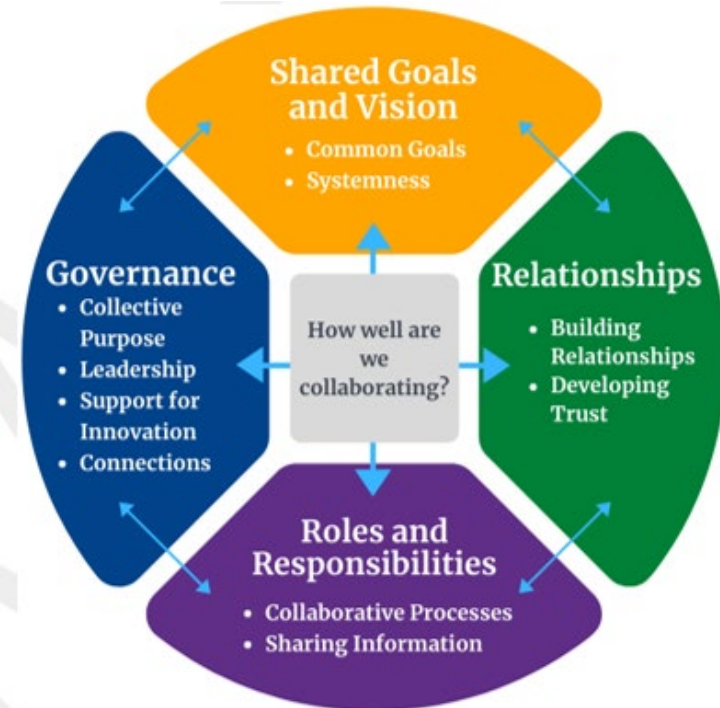 Shared Goals
and Vision
• Common Goals
• Systemness
Governance
• Collective
Purpose
• Leadership
• Support for
Innovation
• Connections
How well are
we
collaborating?
Relationships
• Building
Relationships
• Developing
Trust
Roles and
Responsibilities
• Collaborative Processes
• Sharing Information